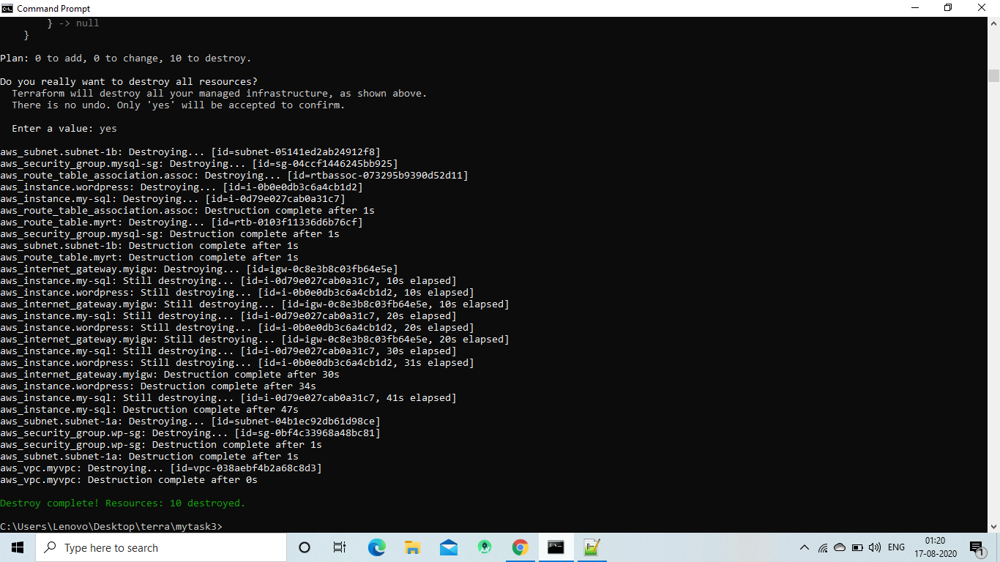 Command Prompt
} -> null
}
Plan: 0 to add, 0 to change, 10 to destroy.
Do you really want to destroy all resources?
Terraform will destroy all your managed infrastructure, as shown above.
There is no undo. Only 'yes' will be accepted to confirm.
Enter a value: yes
aws_subnet.subnet-1b: Destroying... [id=subnet-05141ed2ab24912f8]
aws_security_group.mysql-sg: Destroying... [id=sg-04ccf1446245bb925]
aws_route_table_association.assoc: Destroying... [id=rtbassoc-073295b9390d52d11]
aws_instance.wordpress: Destroying... [id=i-0b0e0db3c6a4cb1d2]
aws_instance.my-sql: Destroying... [id=i-0d79e027cab0a31c7]
aws_route_table_association.assoc: Destruction complete after 1s
aws_route_table.myrt: Destroying... [id=rtb-0103f11336d6b76cf]
aws_security_group.mysql-sg: Destruction complete after 1s
aws_subnet.subnet-1b: Destruction complete after 1s
aws_route_table.myrt: Destruction complete after 1s
aws_internet_gateway.myigw: Destroying... [id=igw-0c8e3b8c03fb64e5e]
aws_instance.my-sql: Still destroying... [id=i-0d79e027cab0a31c7, 10s elapsed]
aws_instance.wordpress: Still destroying... [id=i-0b0e0db3c6a4cb1d2, 10s elapsed]
aws_internet_gateway.myigw: Still destroying... [id=igw-0c8e3b8c03fb64e5e, 10s elapsed]
aws_instance.my-sql: Still destroying... [id=i-0d79e027cab0a31c7, 20s elapsed]
aws_instance.wordpress: Still destroying... [id=i-0b0e0db3c6a4cb1d2, 20s elapsed]
aws_internet_gateway.myigw: Still destroying... [id=igw-0c8e3b8c03fb64e5e, 20s elapsed]
aws_instance.my-sql: Still destroying... [id=i-0d79e027cab0a31c7, 30s elapsed]
aws_instance.wordpress: Still destroying... [id=i-0b0e0db3c6a4cb1d2, 31s elapsed]
aws_internet_gateway.myigw: Destruction complete after 30s
aws_instance.wordpress: Destruction complete after 34s
aws_instance.my-sql: Still destroying... [id=i-0d79e027cab0a31c7, 41s elapsed]
aws_instance.my-sql: Destruction complete after 47s
aws_subnet.subnet-1a: Destroying... [id=subnet-04b1ec92db61d98ce]
aws_security_group.wp-sg: Destroying... [id=sg-0bf4c33968a48bc81]
aws_security_group.wp-sg: Destruction complete after 1s
aws_subnet.subnet-1a: Destruction complete after 1s
aws_vpc.myvpc: Destroying... [id=vpc-038aebf4b2a68c8d3]
aws_vpc.myvpc: Destruction complete after 0s
Destroy complete! Resources: 10 destroyed.
C:\Users\Lenovo\Desktop\terra\mytask3>
Type here to search
ENG
01:20
17-08-2020
1